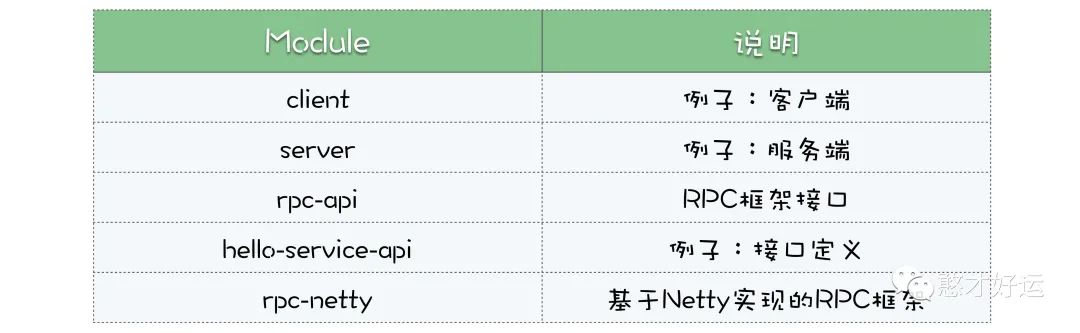 Module 说明
client 例子：客户端
server 例子：服务端
rpc-api RPC框架接口
hello-service-api 例子：接口定义
rpc-netty 基于Netty实现的RPC框架
憨才好运